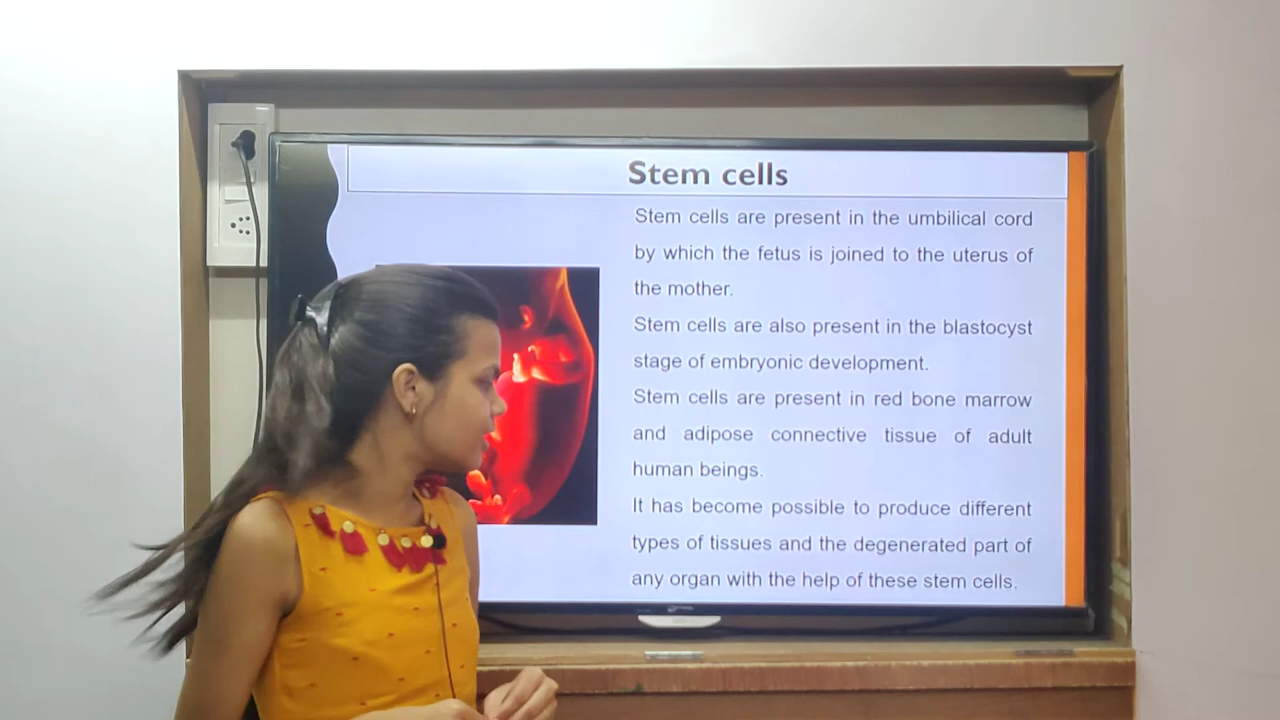 Stem cells
Stem cells are present in the umbilical cord
by which the fetus is joined to the uterus of
the mother.
Stem cells are also present in the blastocyst
stage of embryonic development.
Stem cells are present in red bone marrow
and adipose connective tissue of adult
human beings.
It has become possible to produce different
types of tissues and the degenerated part of
any organ with the help of these stem cells.